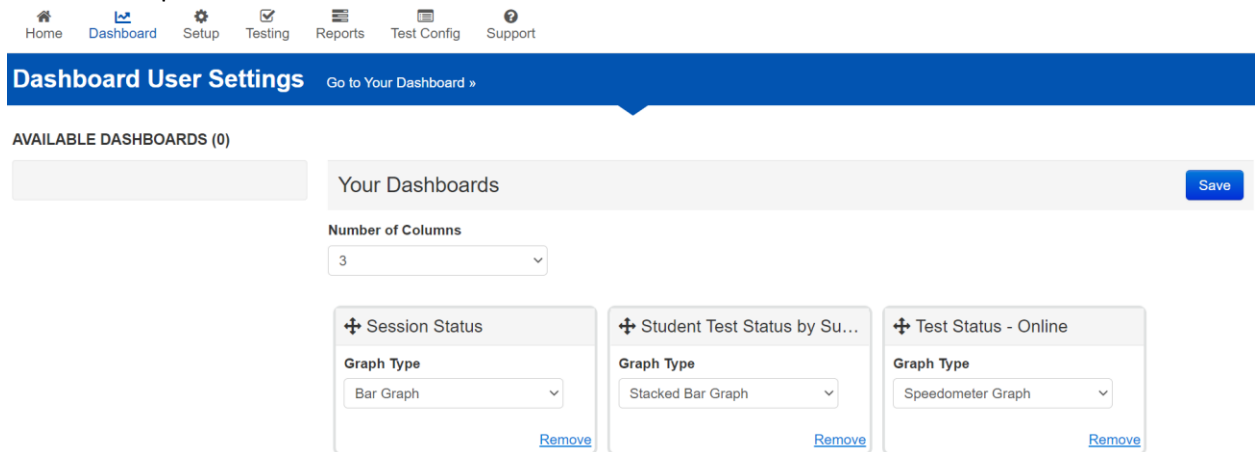 Home Dashboard Setup Testing Reports Test Config Support
Dashboard User Settings Go to Your Dashboard »
AVAILABLE DASHBOARDS (0)
Your Dashboards Save
Number of Columns
3
Session Status Student Test Status by Su... Test Status - Online
Graph Type Graph Type Graph Type
Bar Graph Stacked Bar Graph Speedometer Graph
Remove Remove Remove